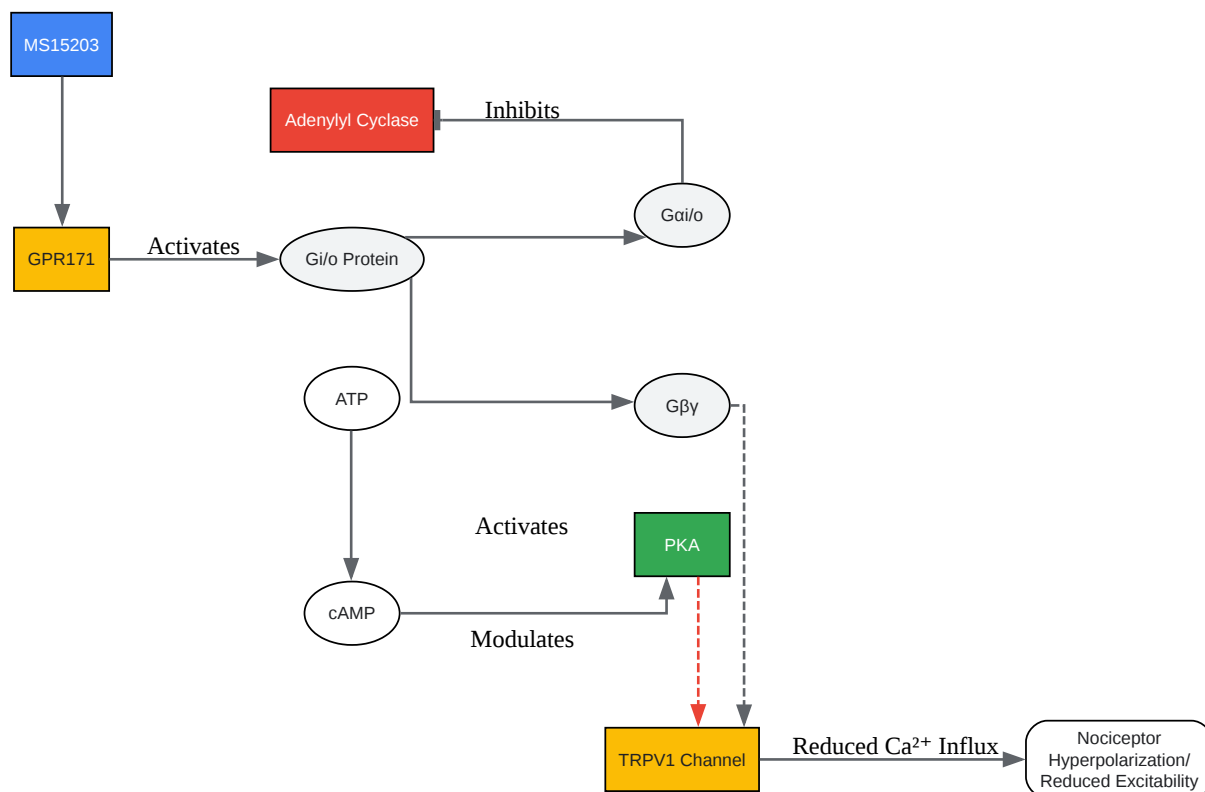 MS15203
Adenylyl Cyclase
Inhibits
Gαi/o
GPR171
Activates
Gi/o Protein
ATP
Gβγ
Activates
PKA
cAMP
Modulates
TRPV1 Channel
Reduced Ca²⁺ Influx
Nociceptor
Hyperpolarization/
Reduced Excitability